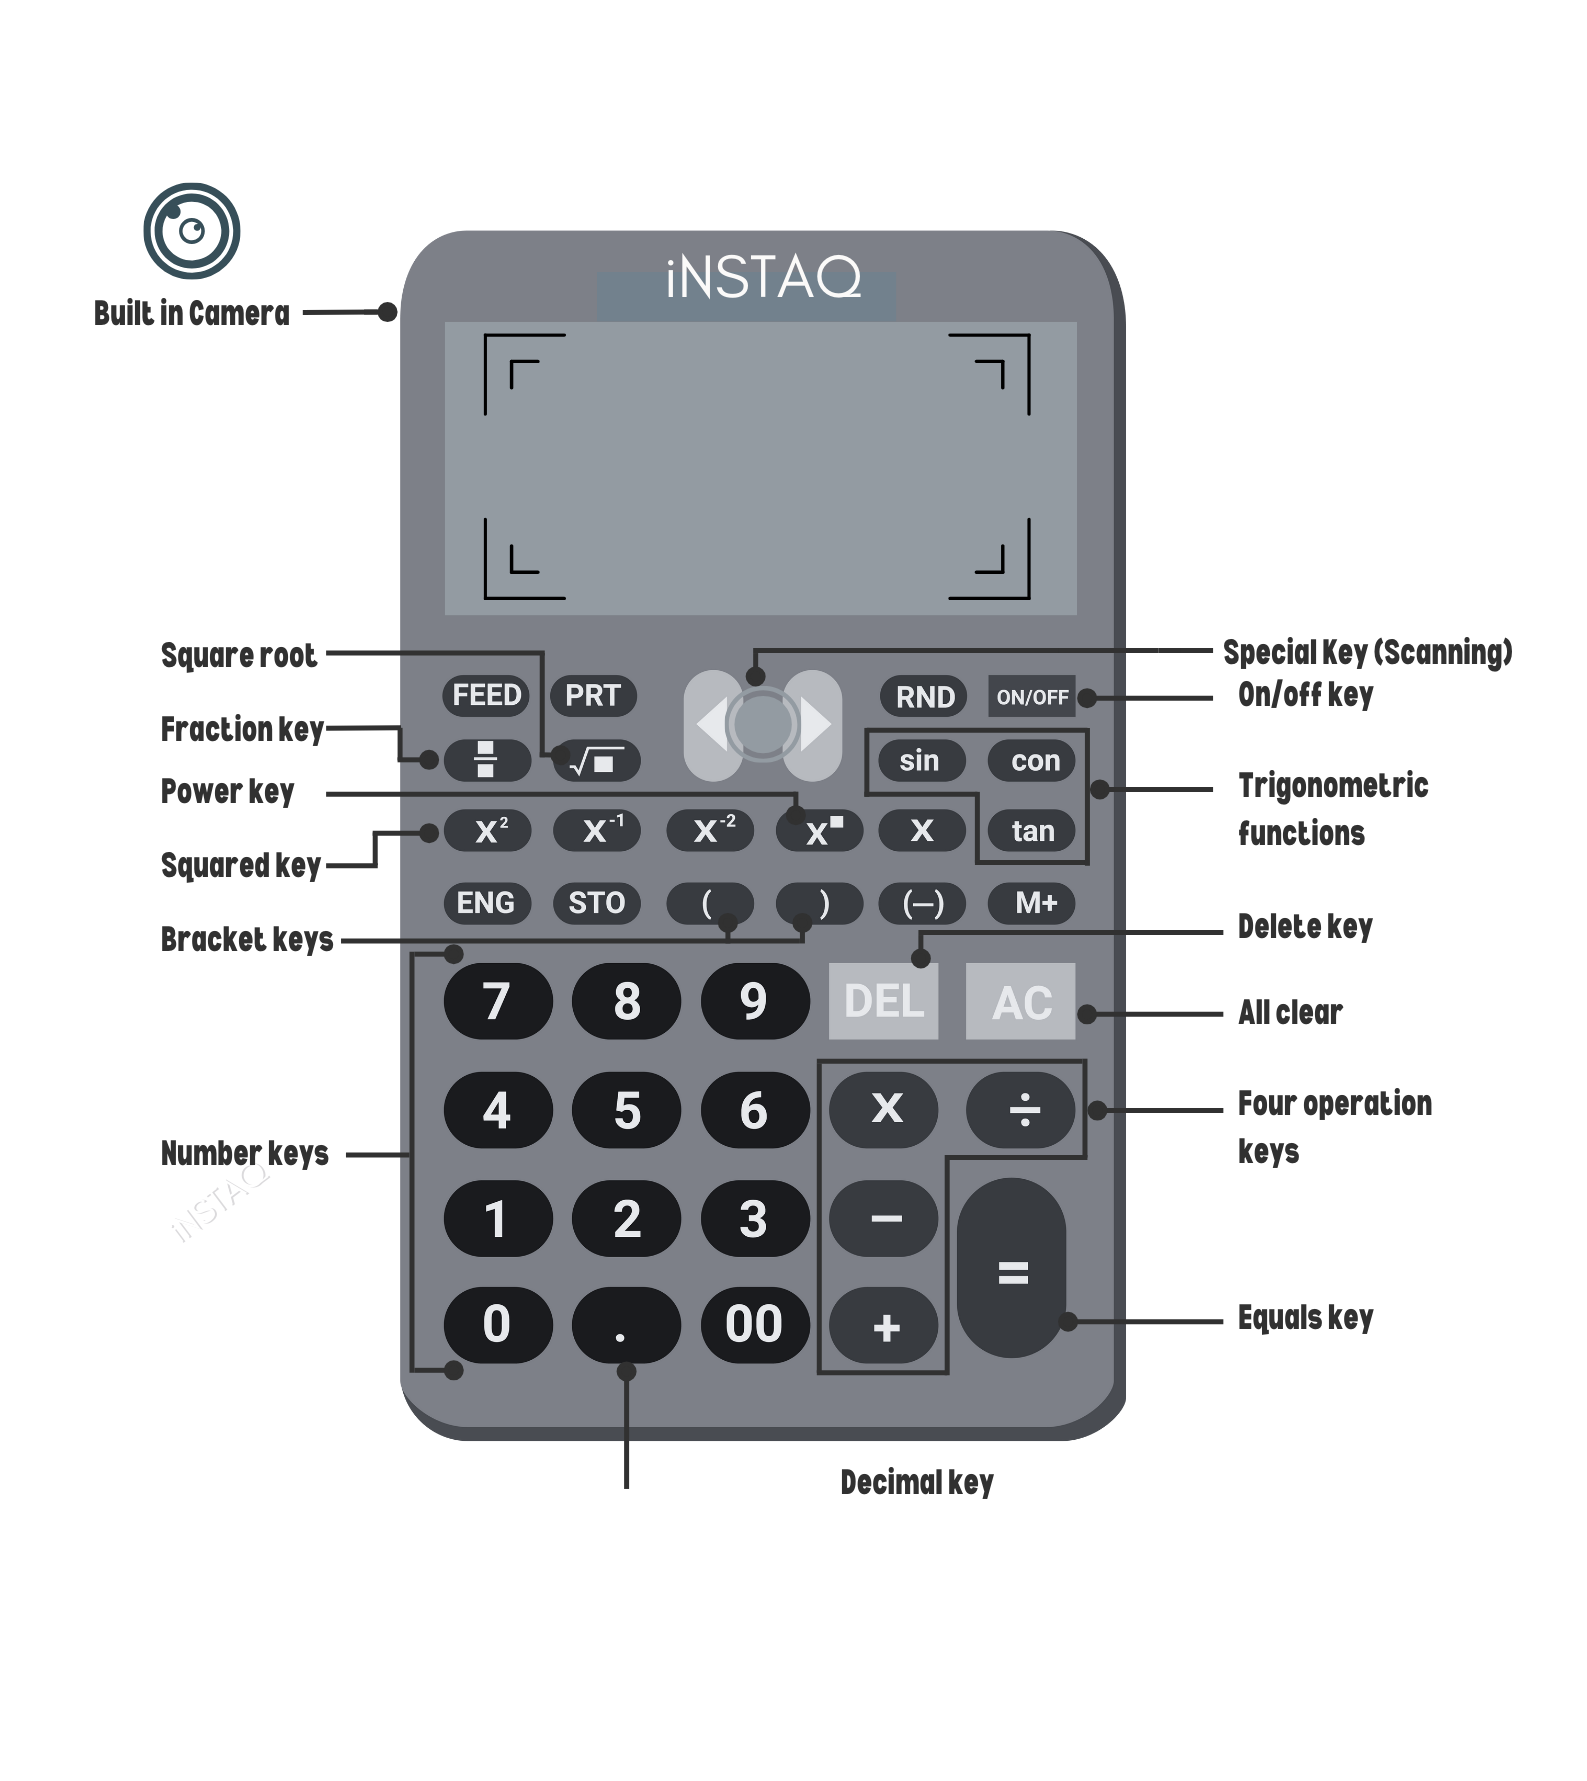 iNSTAQ
Built in Camera
Square root
Special Key (Scanning)
FEED PRT RND ON/OFF
On/off key
Fraction key
√ sin con
Power key
Trigonometric
functions
x² x⁻¹ x⁻² x■ x tan
Squared key
ENG STO ( ) (–) M+
Bracket keys
Delete key
7 8 9 DEL AC
All clear
4 5 6 x ÷
Four operation
keys
Number keys
iNSTAQ
1 2 3 –
=
0 . 00 +
Equals key
Decimal key